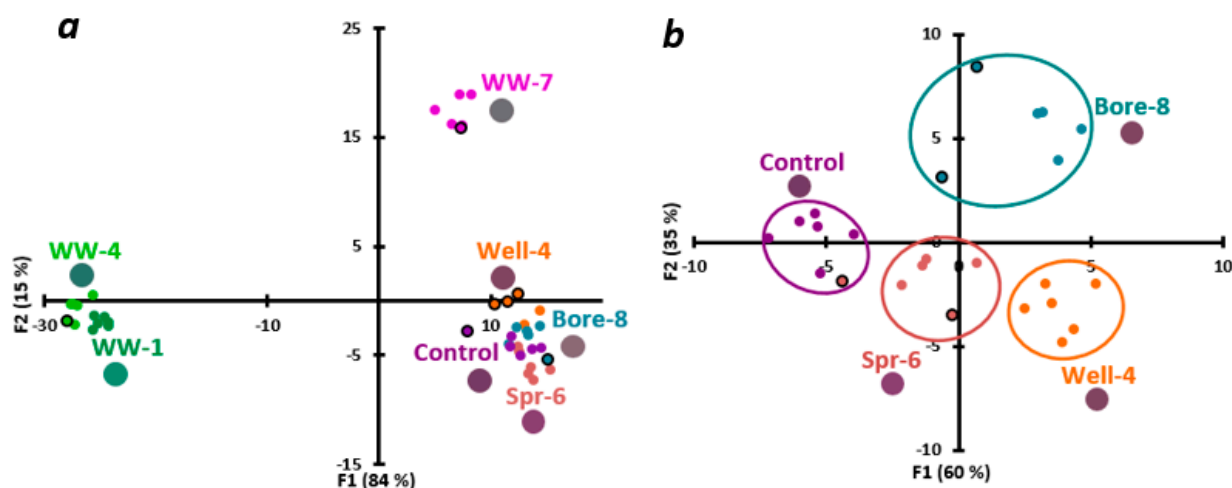 a
25
WW-7
15
WW-4
5
Well-4
F2 (15 %)
-30
-10
10
Bore-8
WW-1
-5
Control
Spr-6
-15
F1 (84 %)
b
10
Bore-8
5
Control
F2 (35 %)
-10
-5
0
0
5
10
-5
Spr-6
Well-4
-10
F1 (60 %)